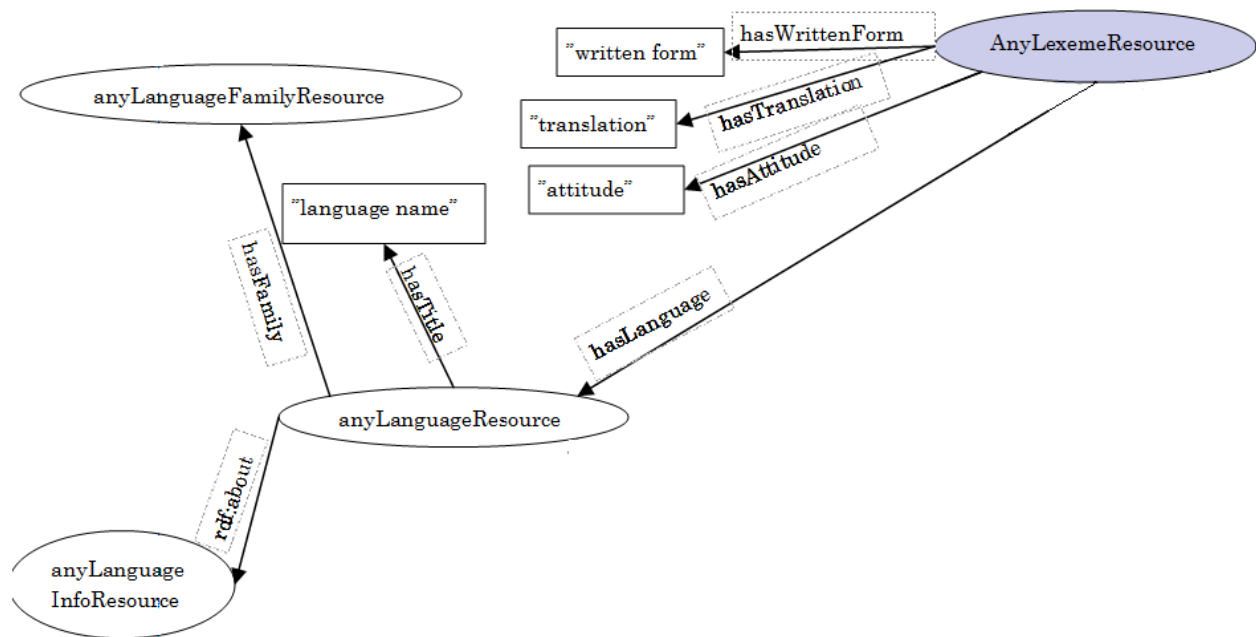 hasWrittenForm
AnyLexemeResource
"written form"
anyLanguageFamilyResource
hasTranslation
"translation"
hasAttitude
"attitude"
"language name"
hasFamily
hasTitle
hasLanguage
anyLanguageResource
rdf:about
anyLanguage
InfoResource